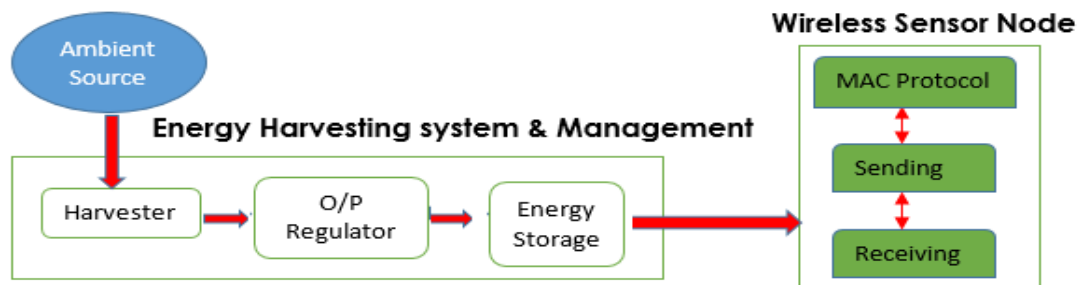 Wireless Sensor Node
Ambient
Source
MAC Protocol
Energy Harvesting system & Management
Sending
Harvester
O/P
Regulator
Energy
Storage
Receiving